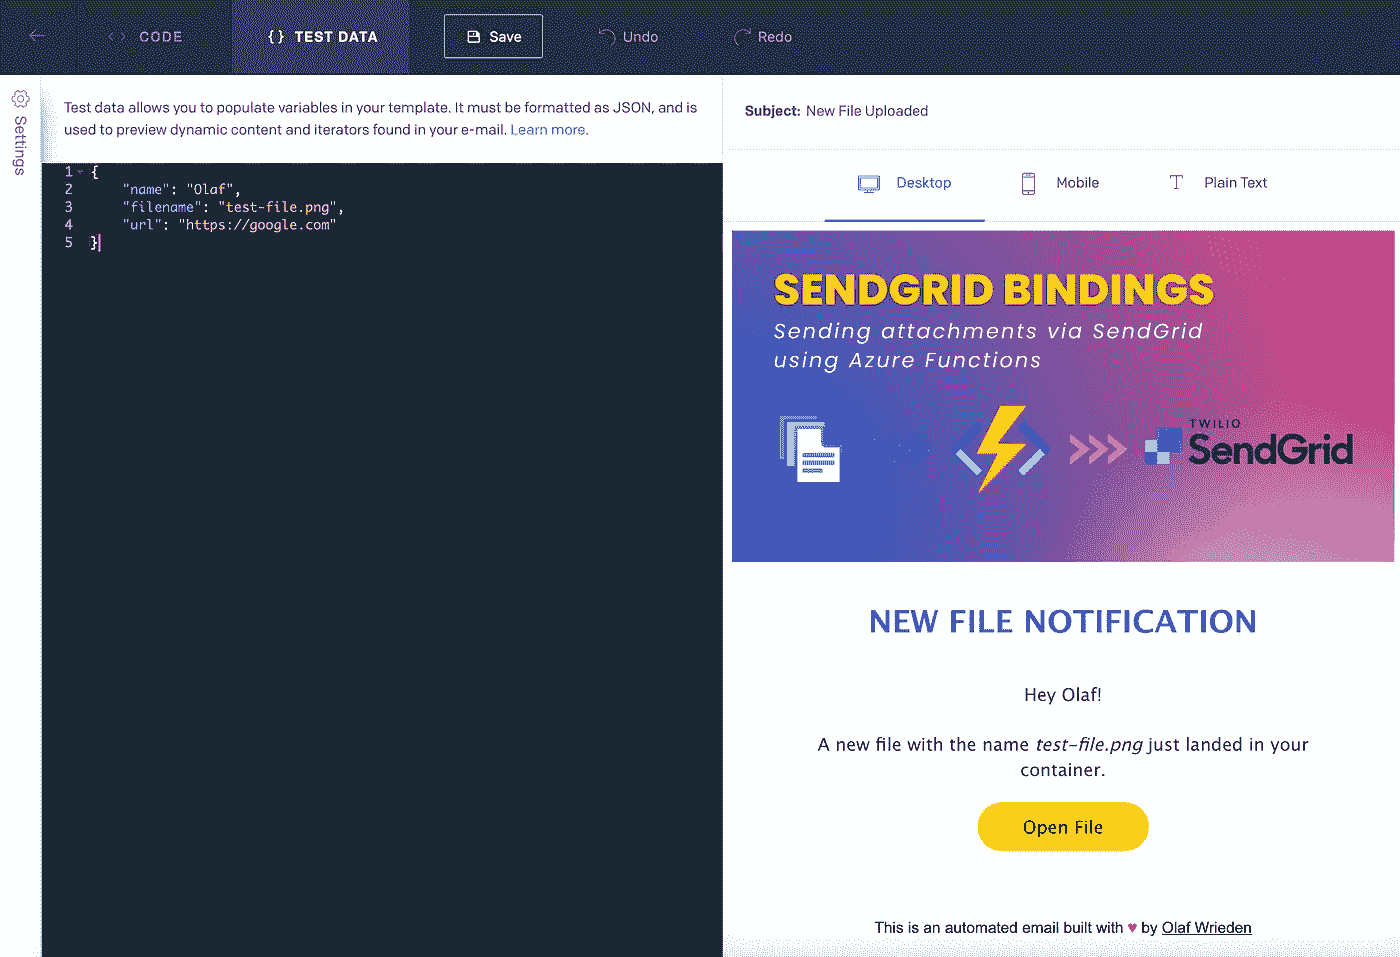 CODE
{} TEST DATA
Save
Undo
Redo
Settings
Test data allows you to populate variables in your template. It must be formatted as JSON, and is
used to preview dynamic content and iterators found in your e-mail. Learn more.
1 {
2 "name": "Olaf",
3 "filename": "test-file.png",
4 "url": "https://google.com"
5 }
Subject: New File Uploaded
Desktop
Mobile
Plain Text
SENDGRID BINDINGS
Sending attachments via SendGrid
using Azure Functions
TWILIO
SendGrid
NEW FILE NOTIFICATION
Hey Olaf!
A new file with the name test-file.png just landed in your
container.
Open File
This is an automated email built with ♥ by Olaf Wrieden